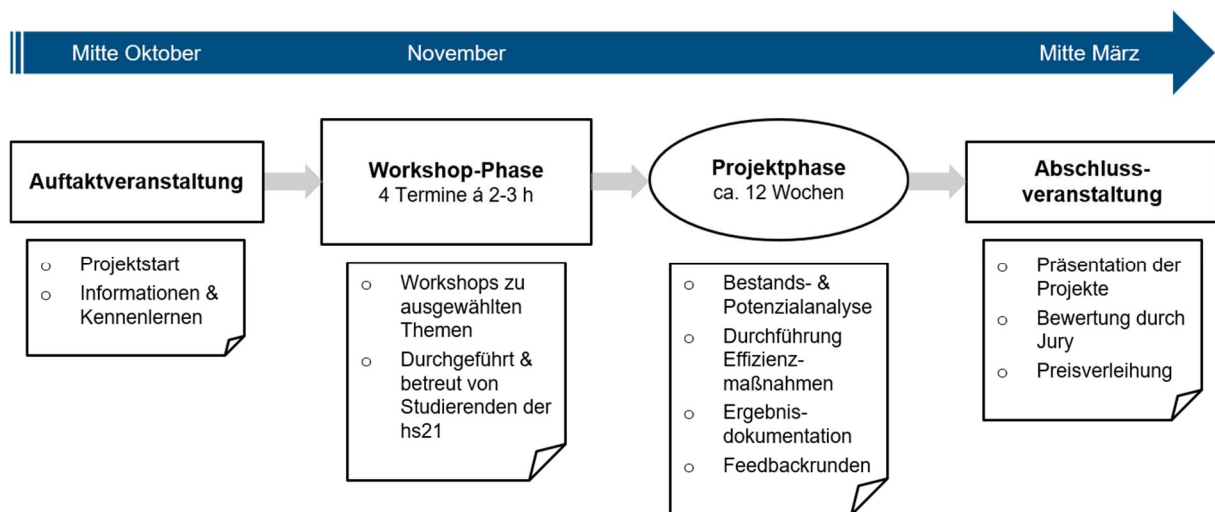 Mitte Oktober
November
Mitte März
Auftaktveranstaltung
Workshop-Phase
4 Termine á 2-3 h
Projektphase
ca. 12 Wochen
Abschluss-
veranstaltung
o Projektstart
o Informationen &
Kennenlernen
o Workshops zu
ausgewählten
Themen
o Durchgeführt &
betreut von
Studierenden der
hs21
o Bestands- &
Potenzialanalyse
o Durchführung
Effizienz-
maßnahmen
o Ergebnis-
dokumentation
o Feedbackrunden
o Präsentation der
Projekte
o Bewertung durch
Jury
o Preisverleihung